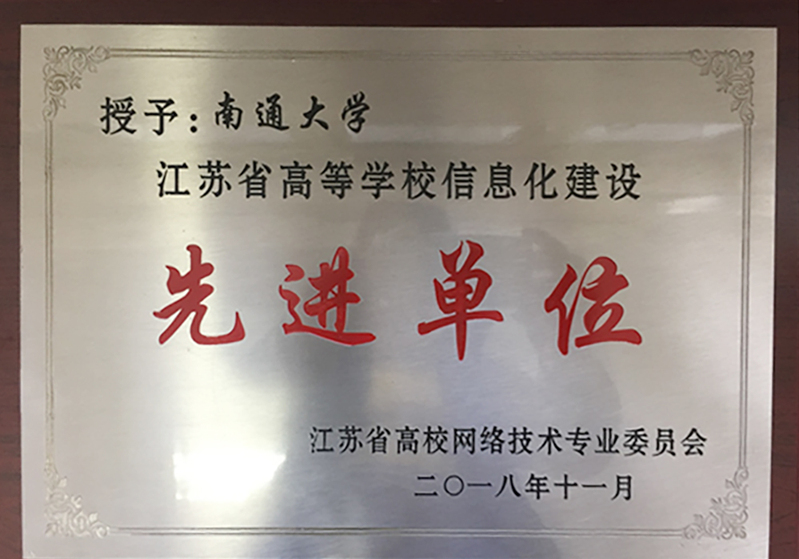 授予:南通大学
江苏省高等学校信息化建设
先进单位
江苏省高校网络技术专业委员会
二〇一八年十一月